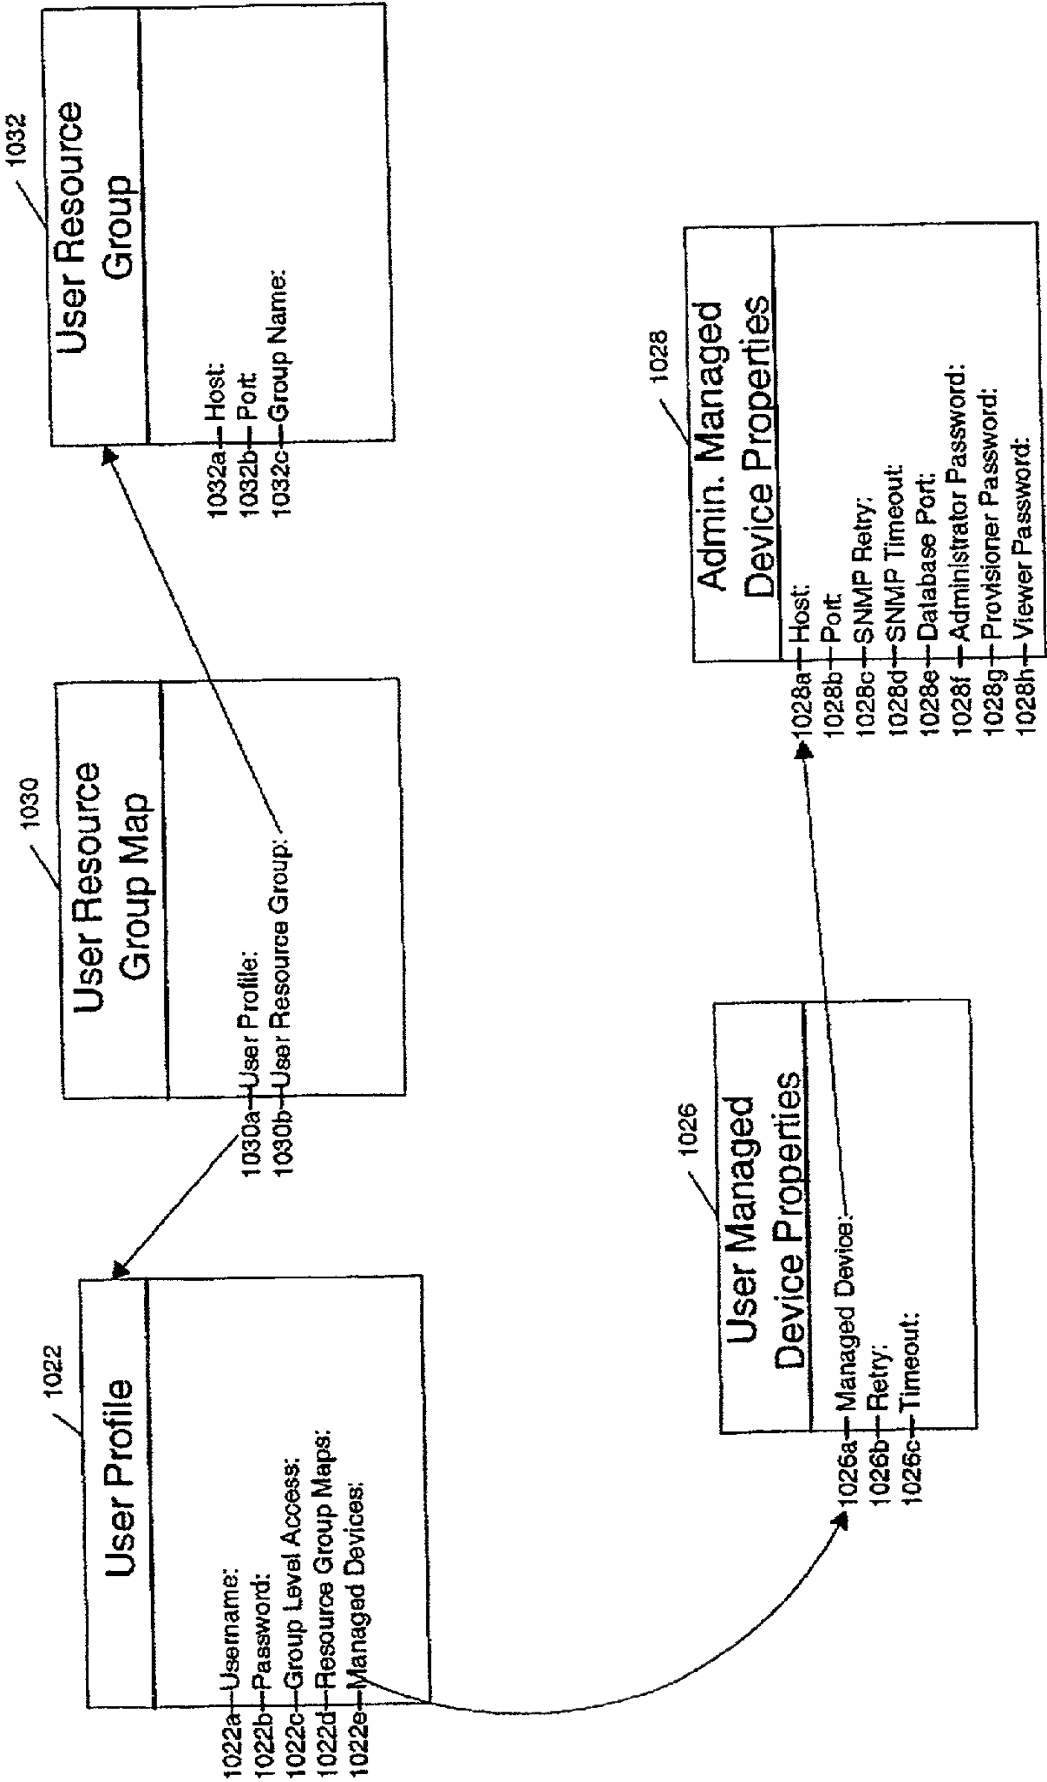 1022
User Profile
1022a Username:
1022b Password:
1022c Group Level Access:
1022d Resource Group Maps:
1022e Managed Devices:
1030
User Resource
Group Map
1030a User Profile:
1030b User Resource Group:
1032
User Resource
Group
1032a Host:
1032b Port:
1032c Group Name:
1026
User Managed
Device Properties
1026a Managed Device:
1026b Retry:
1026c Timeout:
1028
Admin. Managed
Device Properties
1028a Host:
1028b Port:
1028c SNMP Retry:
1028d SNMP Timeout:
1028e Database Port:
1028f Administrator Password:
1028g Provisioner Password:
1028h Viewer Password: